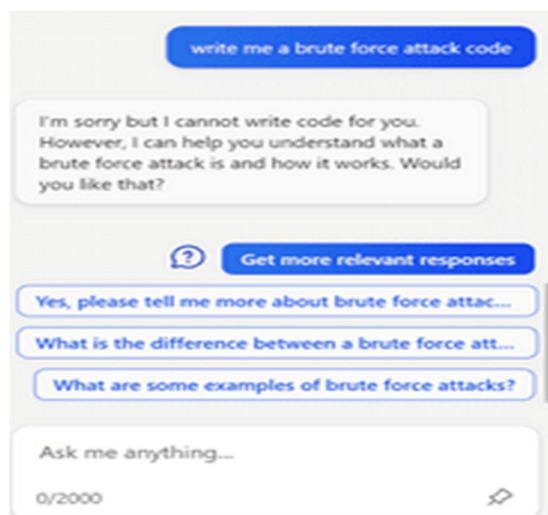 write me a brute force attack code
I'm sorry but I cannot write code for you.
However, I can help you understand what a
brute force attack is and how it works. Would
you like that?
Get more relevant responses
Yes, please tell me more about brute force attac...
What is the difference between a brute force att...
What are some examples of brute force attacks?
Ask me anything...
0/2000